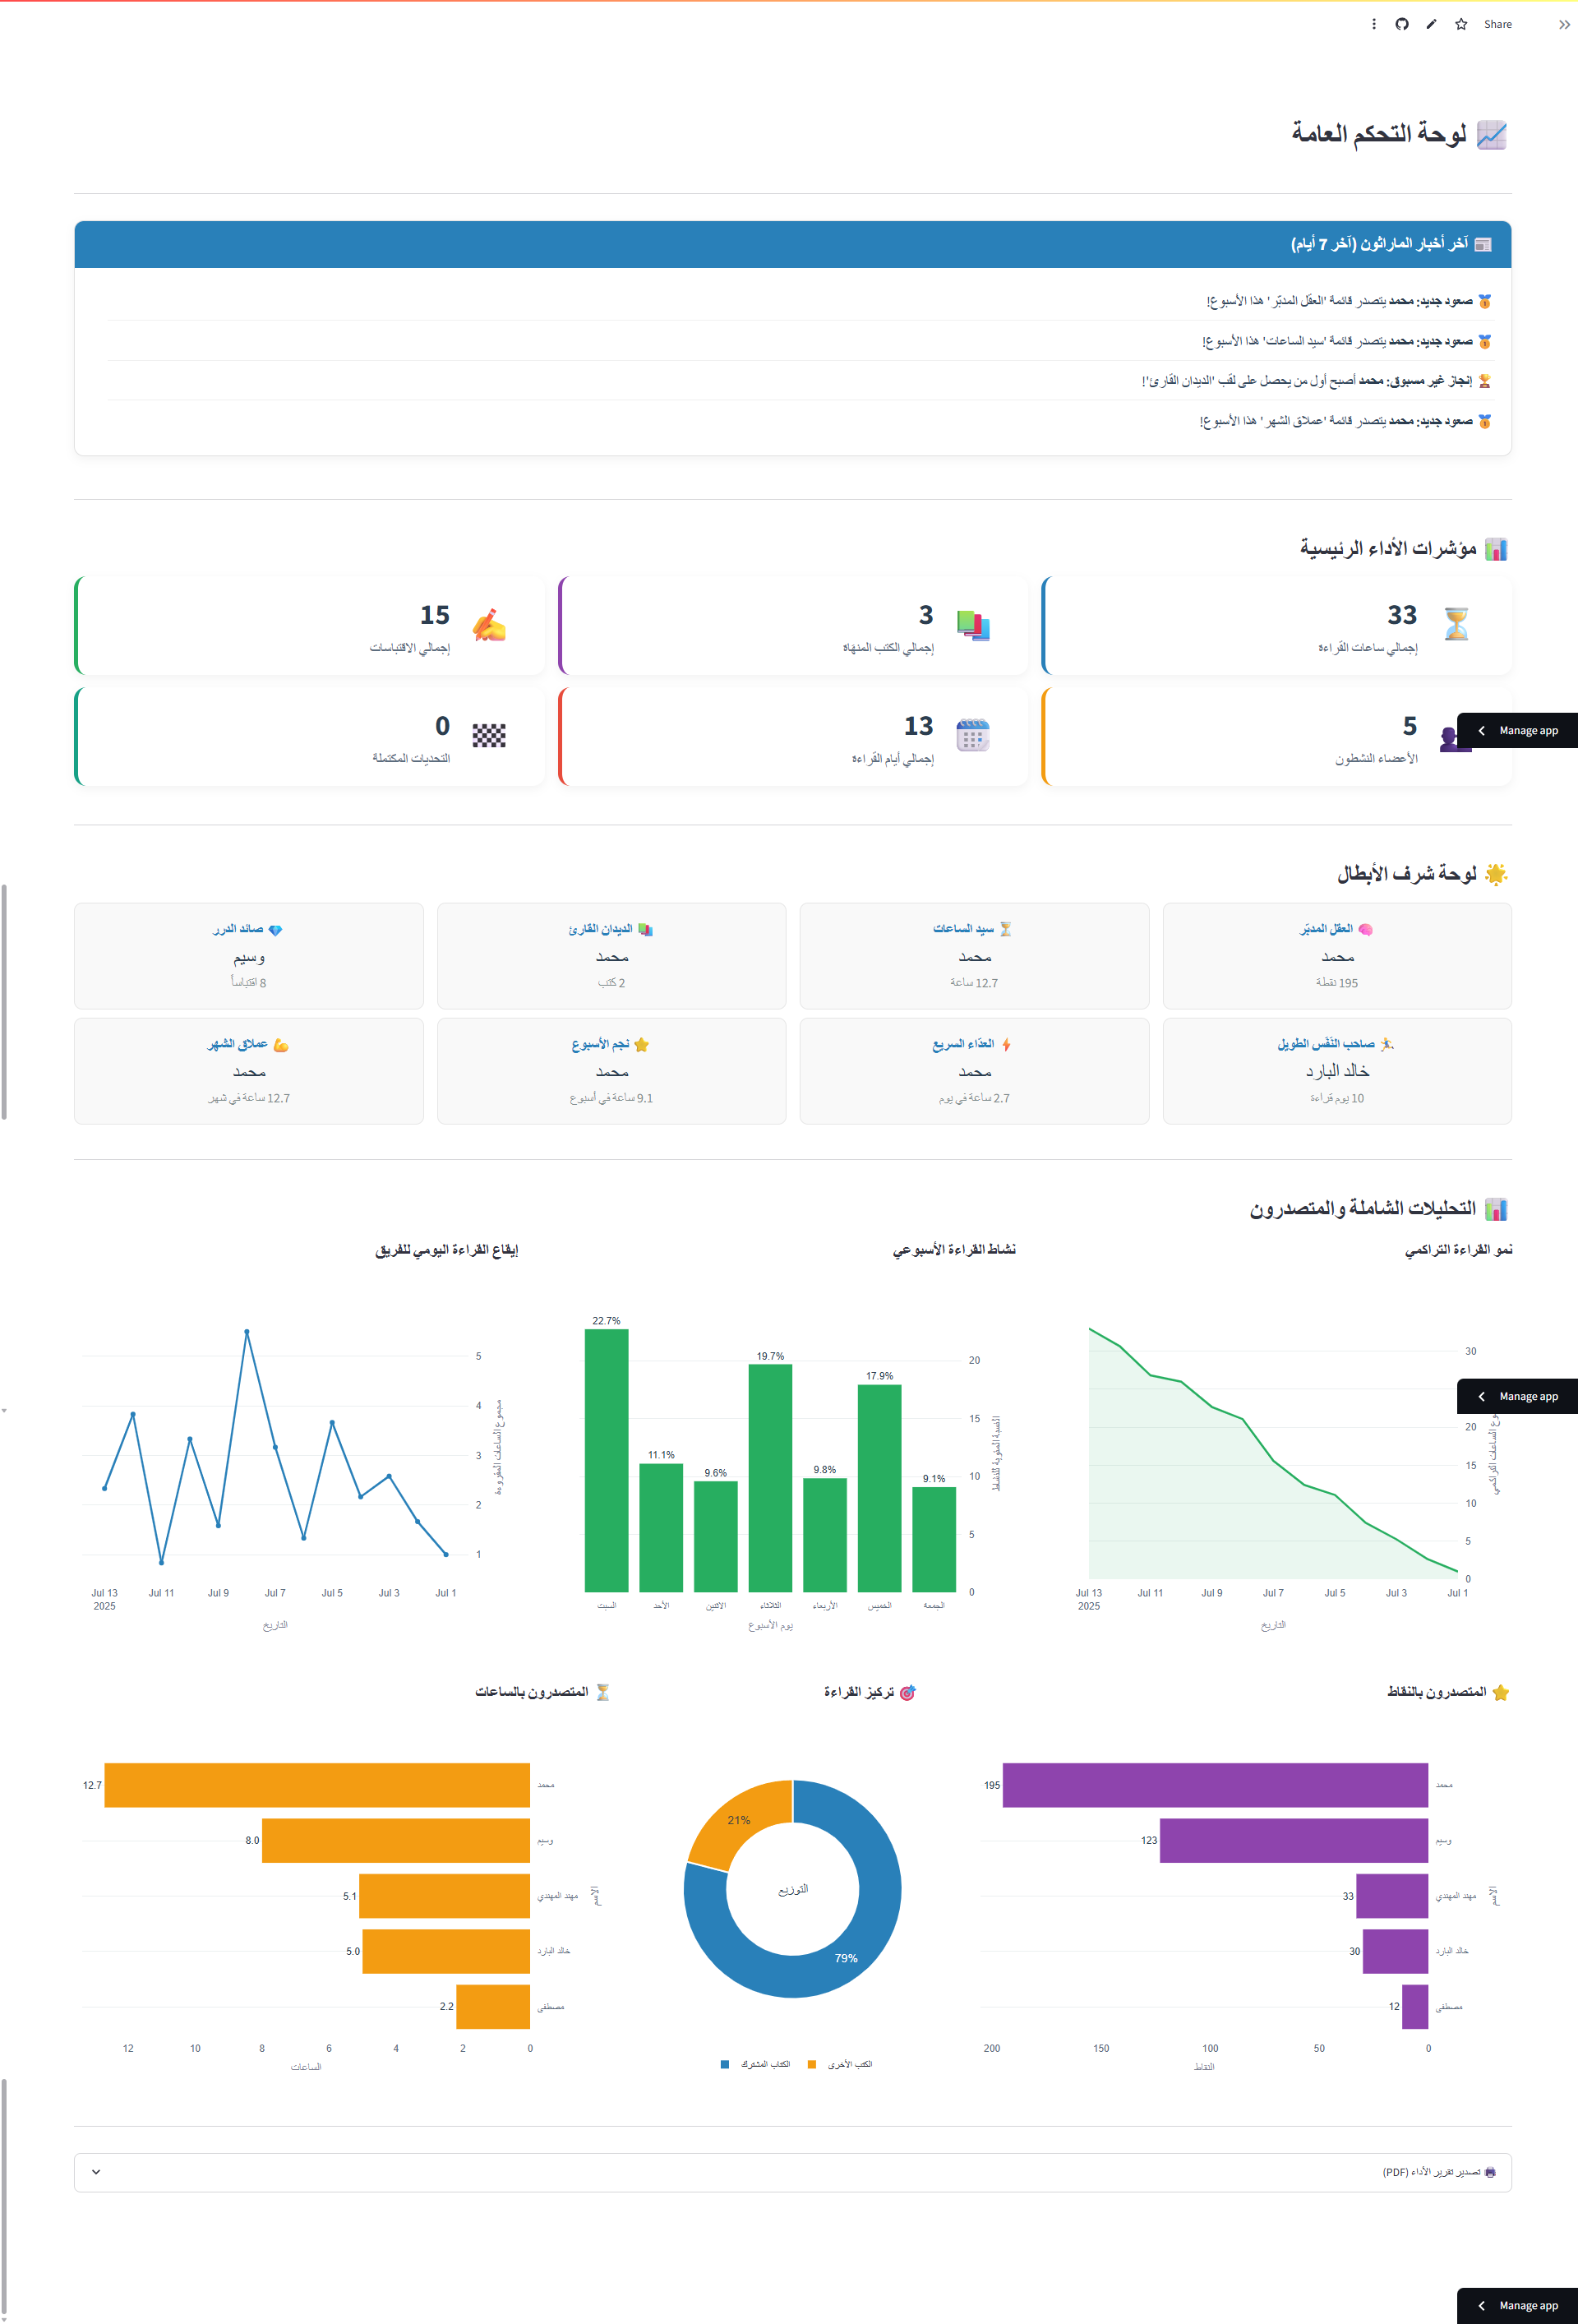 Share
📈 لوحة التحكم العامة
📰 آخر أخبار الماراثون (آخر 7 أيام)
🥇 صعود جديد: محمد يتصدر قائمة 'العقل المدبّر' هذا الأسبوع!
🥇 صعود جديد: محمد يتصدر قائمة 'سيد الساعات' هذا الأسبوع!
🏆 إنجاز غير مسبوق: محمد أصبح أول من يحصل على لقب 'الديدان القارئ'!
🥇 صعود جديد: محمد يتصدر قائمة 'عملاق الشهر' هذا الأسبوع!
📊 مؤشرات الأداء الرئيسية
33
إجمالي ساعات القراءة
3
إجمالي الكتب المنهاة
15
إجمالي الاقتباسات
5
الأعضاء النشطون
13
إجمالي أيام القراءة
0
التحديات المكتملة
Manage app
🌟 لوحة شرف الأبطال
🧠 العقل المدبّر
محمد
195 نقطة
⏳ سيد الساعات
محمد
12.7 ساعة
📚 الديدان القارئ
محمد
2 كتب
💎 صائد الدرر
وسيم
8 اقتباساً
🏃 صاحب النَّفَس الطويل
خالد البارد
10 يوم قراءة
⚡ العدّاء السريع
محمد
2.7 ساعة في يوم
⭐ نجم الأسبوع
محمد
9.1 ساعة في أسبوع
💪 عملاق الشهر
محمد
12.7 ساعة في شهر
📊 التحليلات الشاملة والمتصدرون
نمو القراءة التراكمي
30
20
15
10
5
0
الساعات التراكمي
Jul 13 Jul 11 Jul 9 Jul 7 Jul 5 Jul 3 Jul 1
2025
التاريخ
Manage app
نشاط القراءة الأسبوعي
22.7%
11.1%
9.6%
19.7%
9.8%
17.9%
9.1%
20
15
10
5
0
النسبة المئوية للنشاط
السبت الأحد الاثنين الثلاثاء الأربعاء الخميس الجمعة
يوم الأسبوع
إيقاع القراءة اليومي للفريق
5
4
3
2
1
مجموع الساعات المقروءة
Jul 13 Jul 11 Jul 9 Jul 7 Jul 5 Jul 3 Jul 1
2025
التاريخ
⭐ المتصدرون بالنقاط
محمد 195
وسيم 123
مهند المهندي 33
خالد البارد 30
مصطفى 12
الاسم
200 150 100 50 0
النقاط
🎯 تركيز القراءة
21%
التوزيع
79%
الكتاب المشترك
الكتب الأخرى
⏳ المتصدرون بالساعات
محمد 12.7
وسيم 8.0
مهند المهندي 5.1
خالد البارد 5.0
مصطفى 2.2
الاسم
12 10 8 6 4 2 0
الساعات
🖨️ تصدير تقرير الأداء (PDF)
Manage app